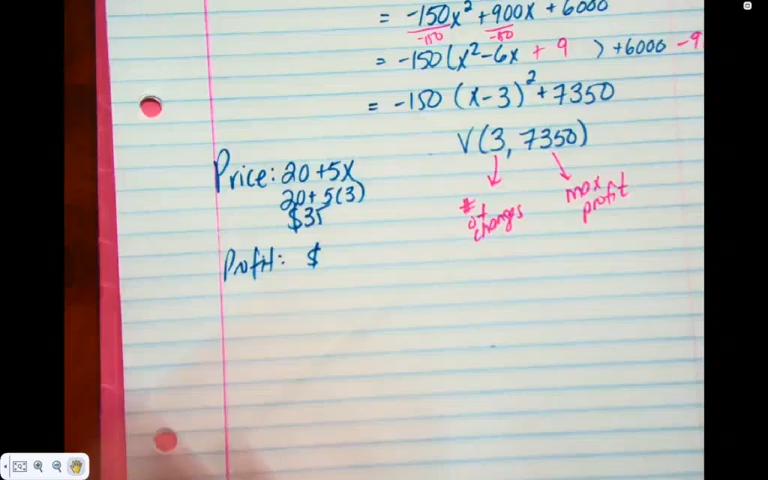 = -150x² + 900x + 6000
-150 -150
= -150(x² - 6x + 9 ) + 6000 - 9
= -150 (x - 3)² + 7350
V(3, 7350)
Price: 20 + 5x
20 + 5(3)
$35
# of changes
max profit
Profit: $